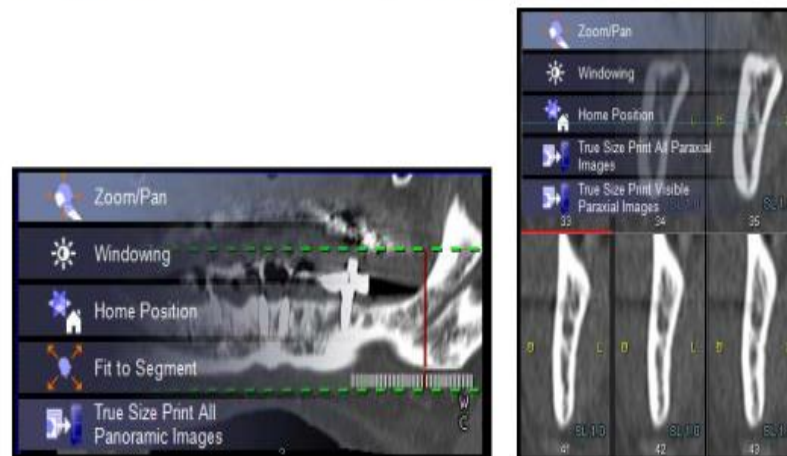 Zoom/Pan
Windowing
Home Position
Fit to Segment
True Size Print All
Panoramic Images
W
C
Zoom/Pan
Windowing
Home Position
True Size Print All Paraxial
Images
True Size Print Visible
Paraxial Images
L
L
33
34
35
L
L
L
41
42
43